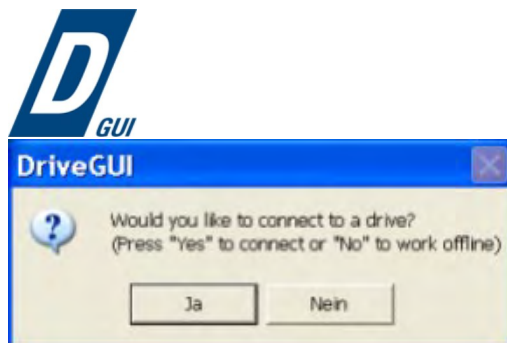 D
GUI
DriveGUI
Would you like to connect to a drive?
(Press "Yes" to connect or "No" to work offline)
Ja
Nein